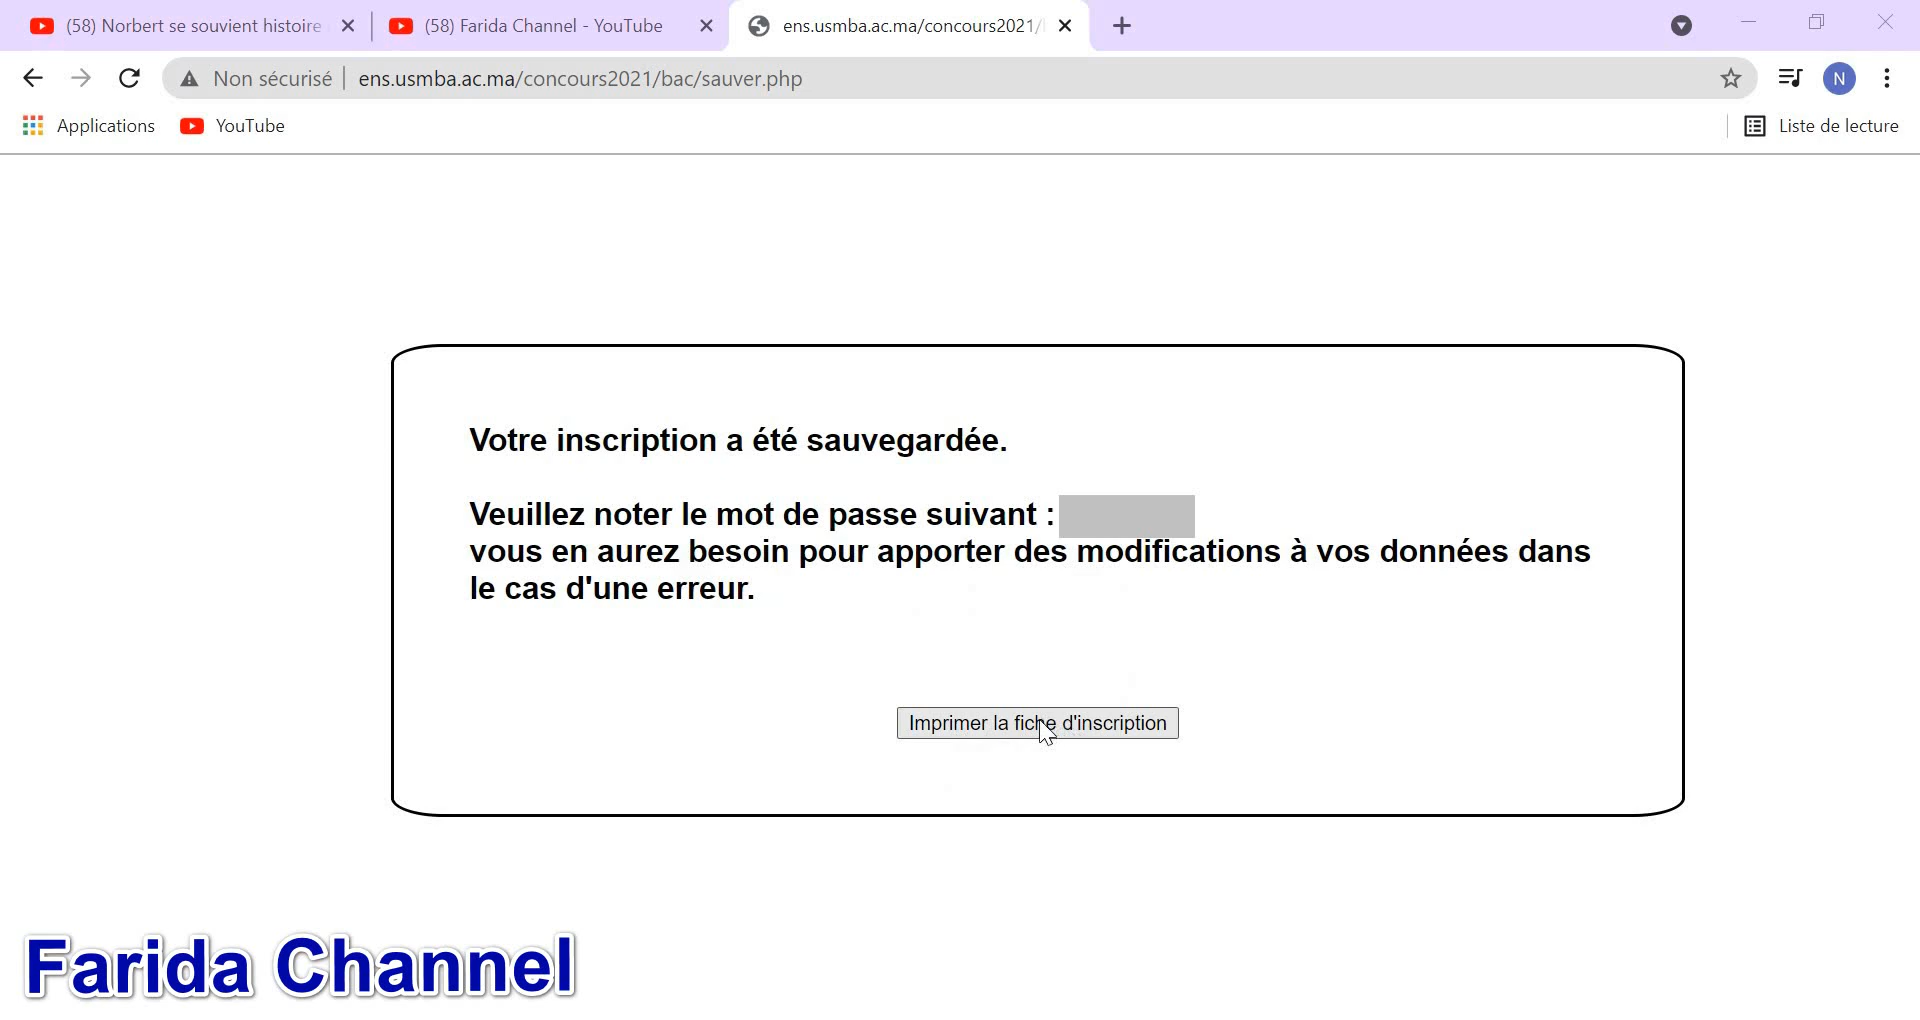 (58) Norbert se souvient histoire
(58) Farida Channel - YouTube
ens.usmba.ac.ma/concours2021/
Non sécurisé
ens.usmba.ac.ma/concours2021/bac/sauver.php
N
Applications
YouTube
Liste de lecture
Votre inscription a été sauvegardée.
Veuillez noter le mot de passe suivant :
vous en aurez besoin pour apporter des modifications à vos données dans
le cas d'une erreur.
Imprimer la fiche d'inscription
Farida Channel